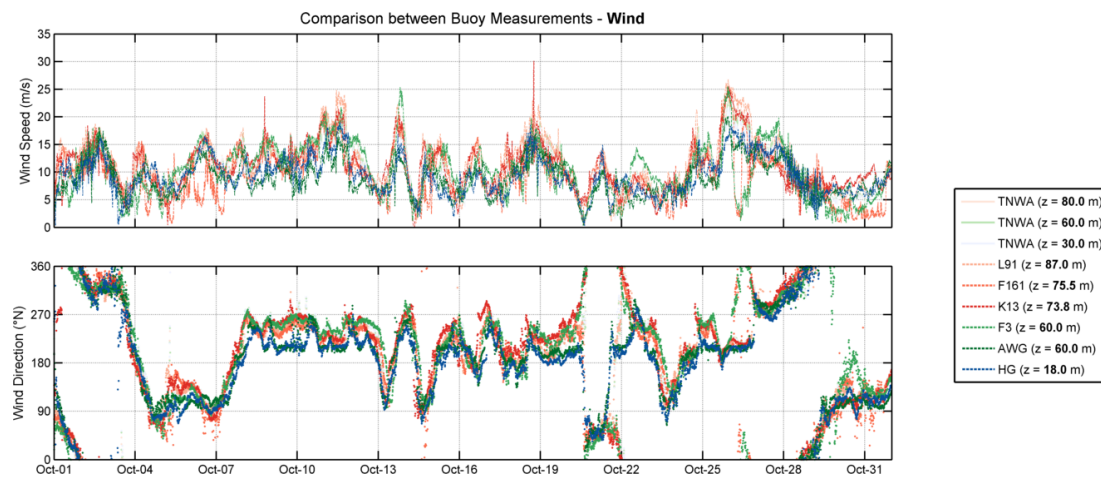 Comparison between Buoy Measurements - Wind
35
30
25
20
15
10
5
0
Wind Speed (m/s)
360
270
180
90
0
Wind Direction (°N)
Oct-01 Oct-04 Oct-07 Oct-10 Oct-13 Oct-16 Oct-19 Oct-22 Oct-25 Oct-28 Oct-31
TNWA (z = 80.0 m)
TNWA (z = 60.0 m)
TNWA (z = 30.0 m)
L91 (z = 87.0 m)
F161 (z = 75.5 m)
K13 (z = 73.8 m)
F3 (z = 60.0 m)
AWG (z = 60.0 m)
HG (z = 18.0 m)